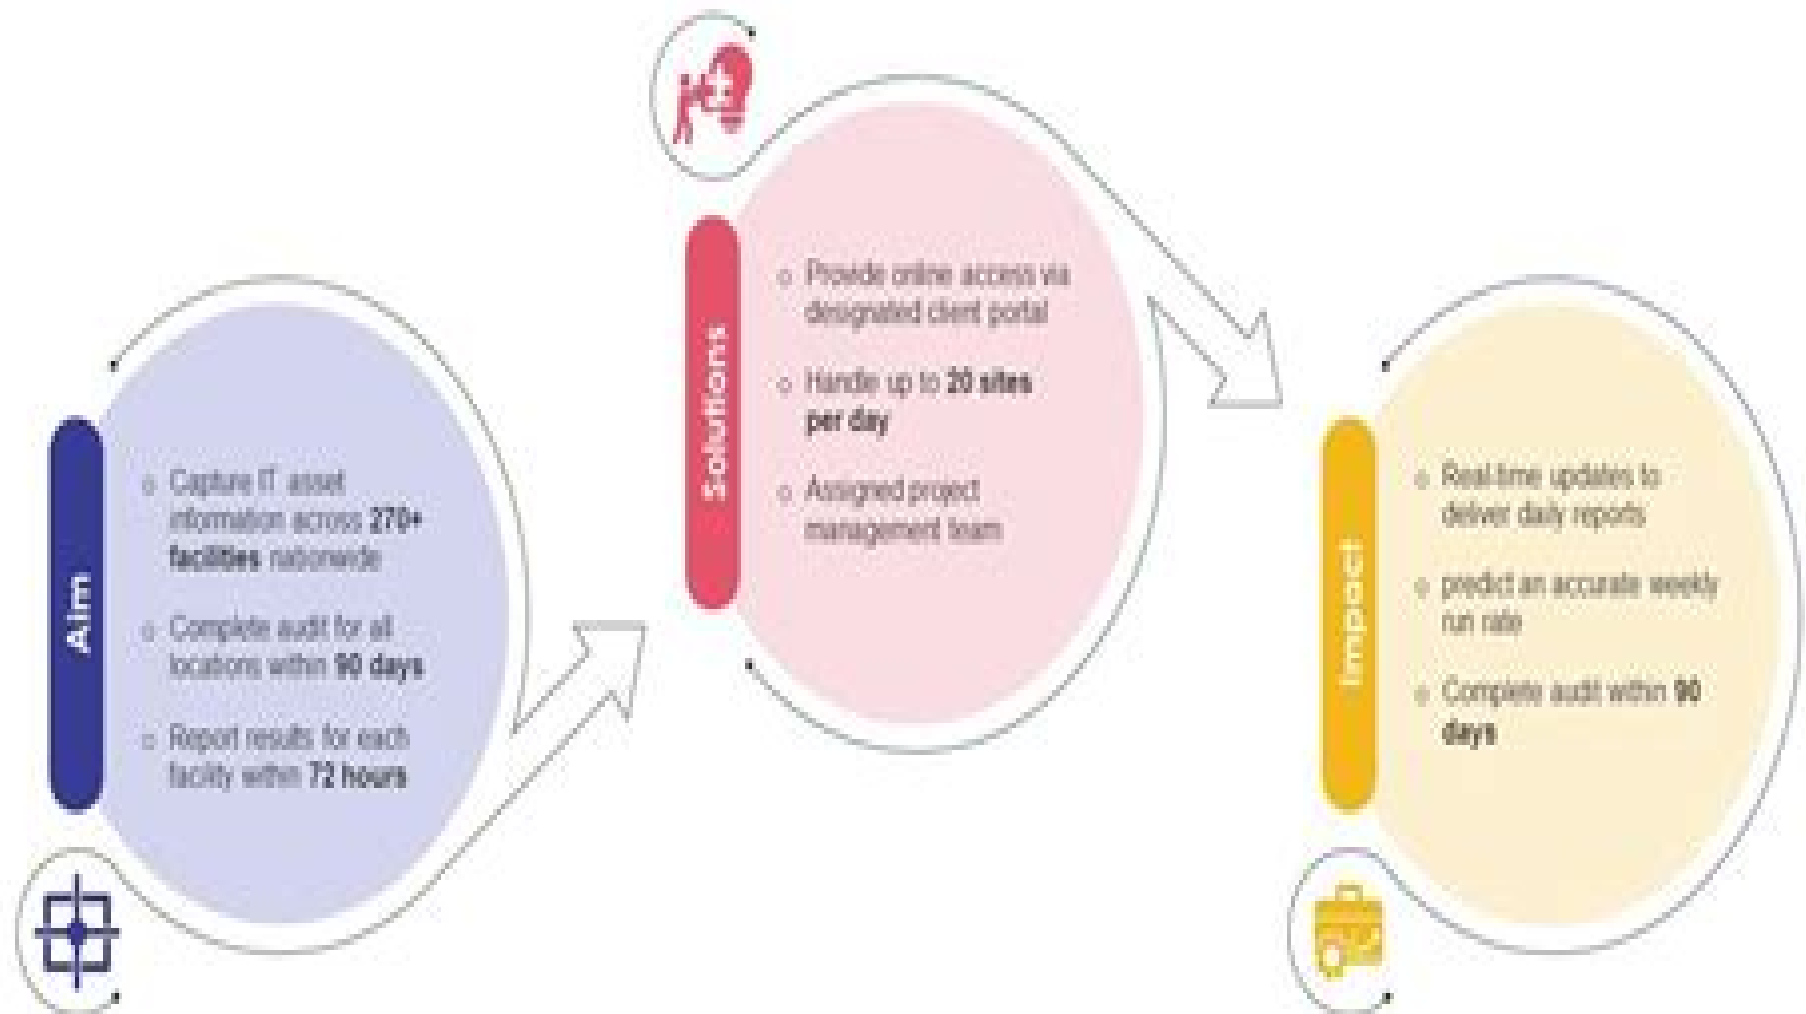 Aim
o Capture IT asset
information across 270+
facilities nationwide
o Complete audit for all
locations within 90 days
o Report results for each
facility within 72 hours
Solutions
o Provide online access via
designated client portal
o Handle up to 20 sites
per day
o Assigned project
management team
Impact
o Real-time updates to
deliver daily reports
o predict an accurate weekly
run rate
o Complete audit within 90
days